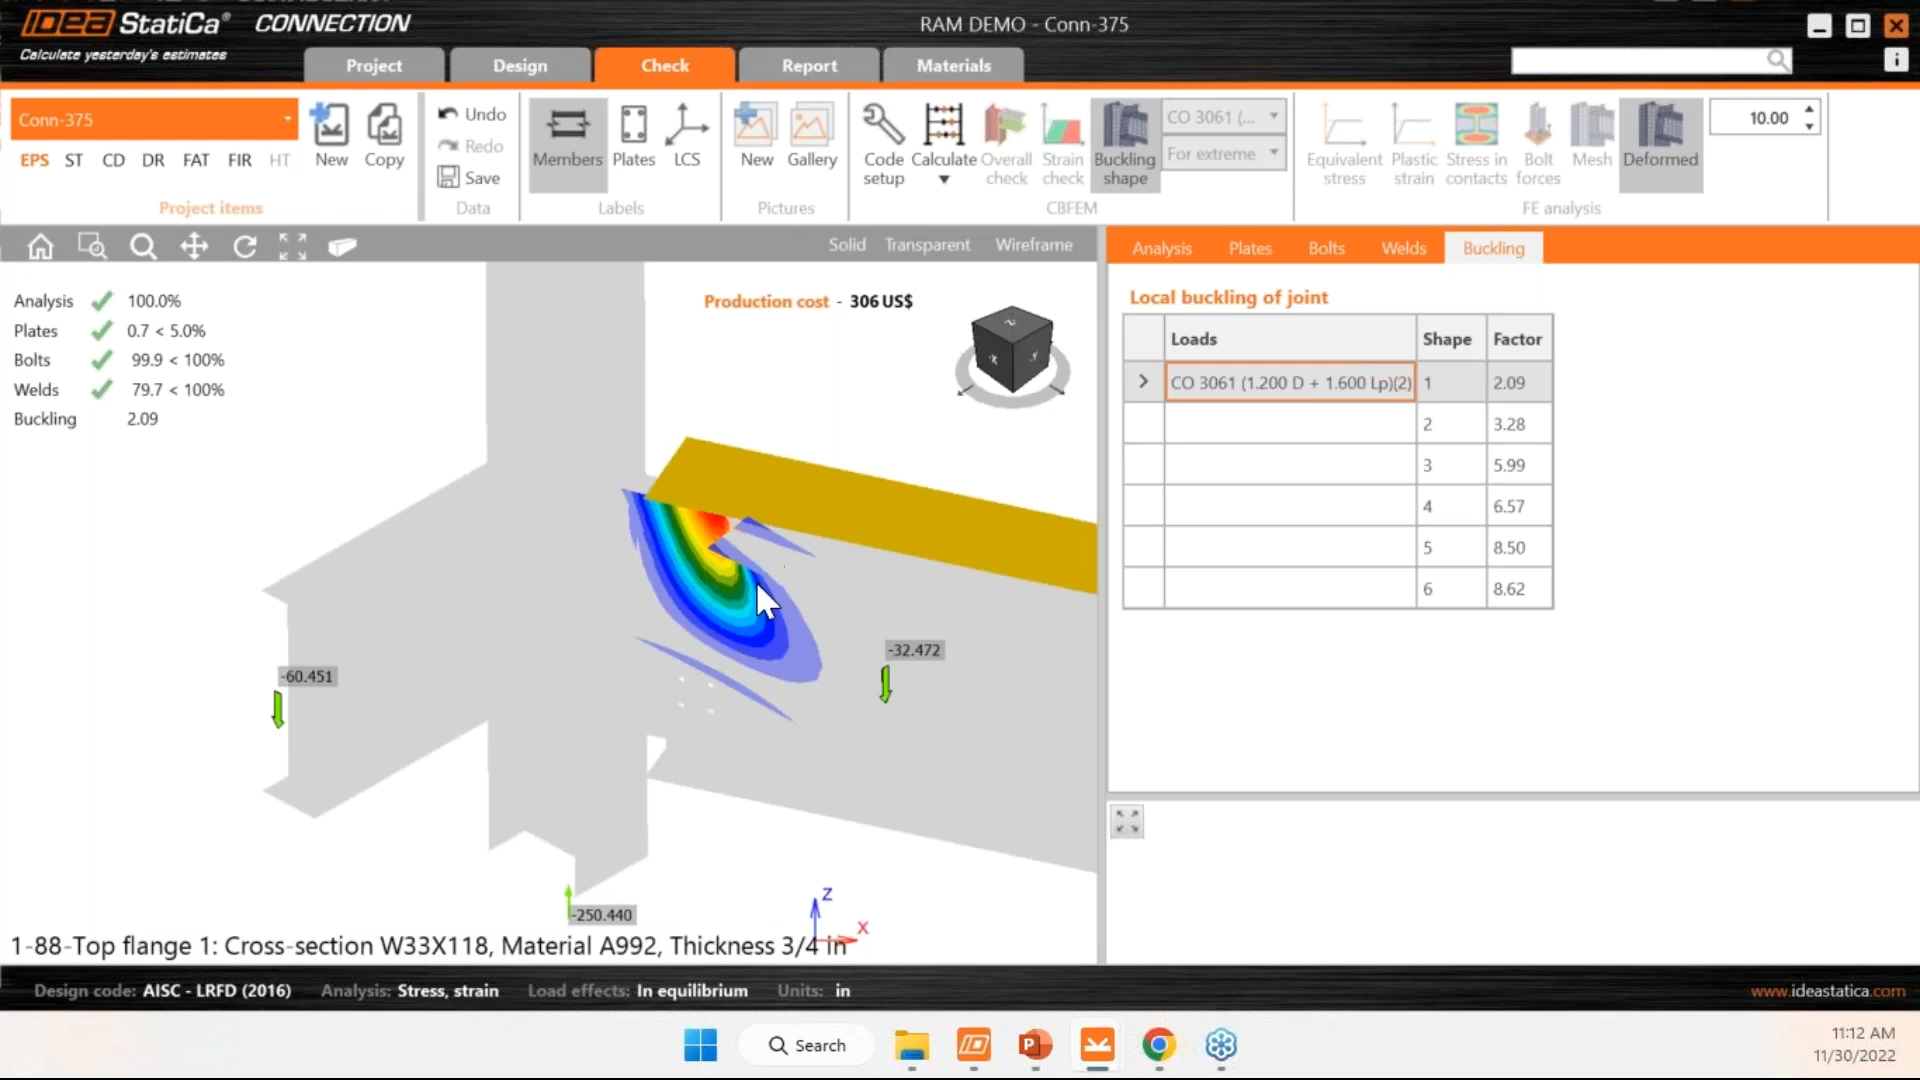 IDEA StatiCa® CONNECTION
Calculate yesterday's estimates
RAM DEMO - Conn-375
Project Design Check Report Materials
Conn-375
EPS ST CD DR FAT FIR HT
Project items
New Copy
Undo
Redo
Save
Data
Members Plates LCS
Labels
New Gallery
Pictures
Code setup Calculate Overall check Strain check Buckling shape
CO 3061 (...
For extreme
CBFEM
Equivalent stress Plastic strain Stress in contacts Bolt forces Mesh Deformed
10.00
FE analysis
Solid Transparent Wireframe
Analysis 100.0%
Plates 0.7 < 5.0%
Bolts 99.9 < 100%
Welds 79.7 < 100%
Buckling 2.09
Production cost - 306 US$
-60.451
-32.472
-250.440
Z
X
1-88-Top flange 1: Cross-section W33X118, Material A992, Thickness 3/4 in
Analysis Plates Bolts Welds Buckling
Local buckling of joint
Loads Shape Factor
CO 3061 (1.200 D + 1.600 Lp)(2) 1 2.09
2 3.28
3 5.99
4 6.57
5 8.50
6 8.62
Design code: AISC - LRFD (2016) Analysis: Stress, strain Load effects: In equilibrium Units: in
www.ideastatica.com
Search
11:12 AM
11/30/2022